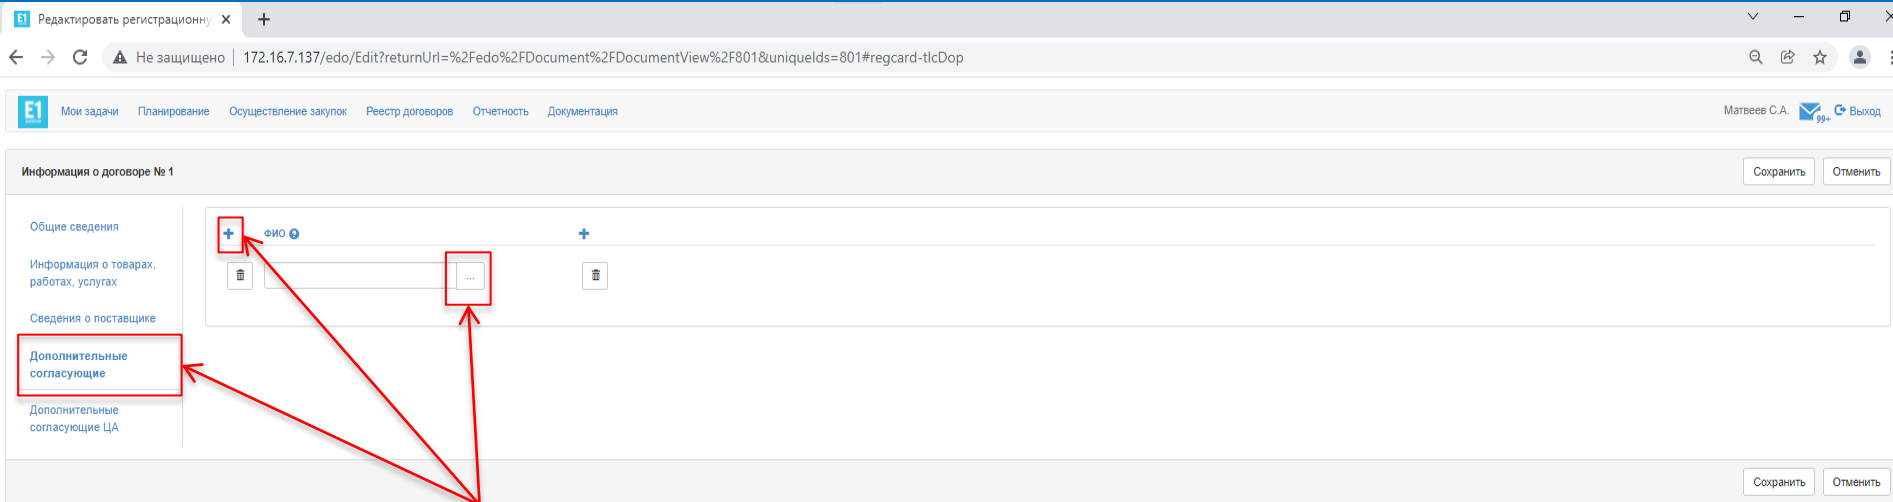 E1 Редактировать регистрационну
Не защищено 172.16.7.137/edo/Edit?returnUrl=%2Fedo%2FDocument%2FDocumentView%2F801&uniqueIds=801#regcard-tlcDop
E1 Мои задачи Планирование Осуществление закупок Реестр договоров Отчетность Документация Матвеев С.А. 99+ Выход
Информация о договоре № 1 Сохранить Отменить
Общие сведения
ФИО
Информация о товарах,
работах, услугах
...
Сведения о поставщике
Дополнительные
согласующие
Дополнительные
согласующие ЦА
Сохранить Отменить